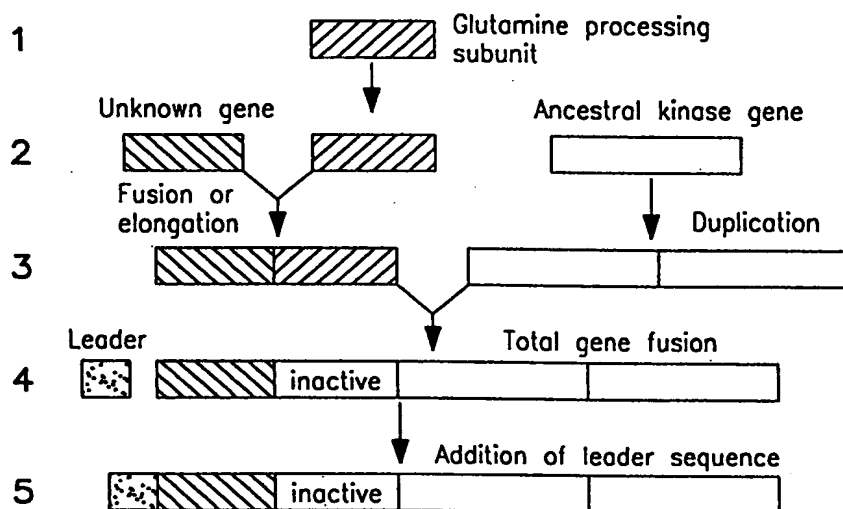 1
Glutamine processing
subunit
Unknown gene
Ancestral kinase gene
2
Fusion or
elongation
Duplication
3
Leader
Total gene fusion
4
inactive
Addition of leader sequence
5
inactive